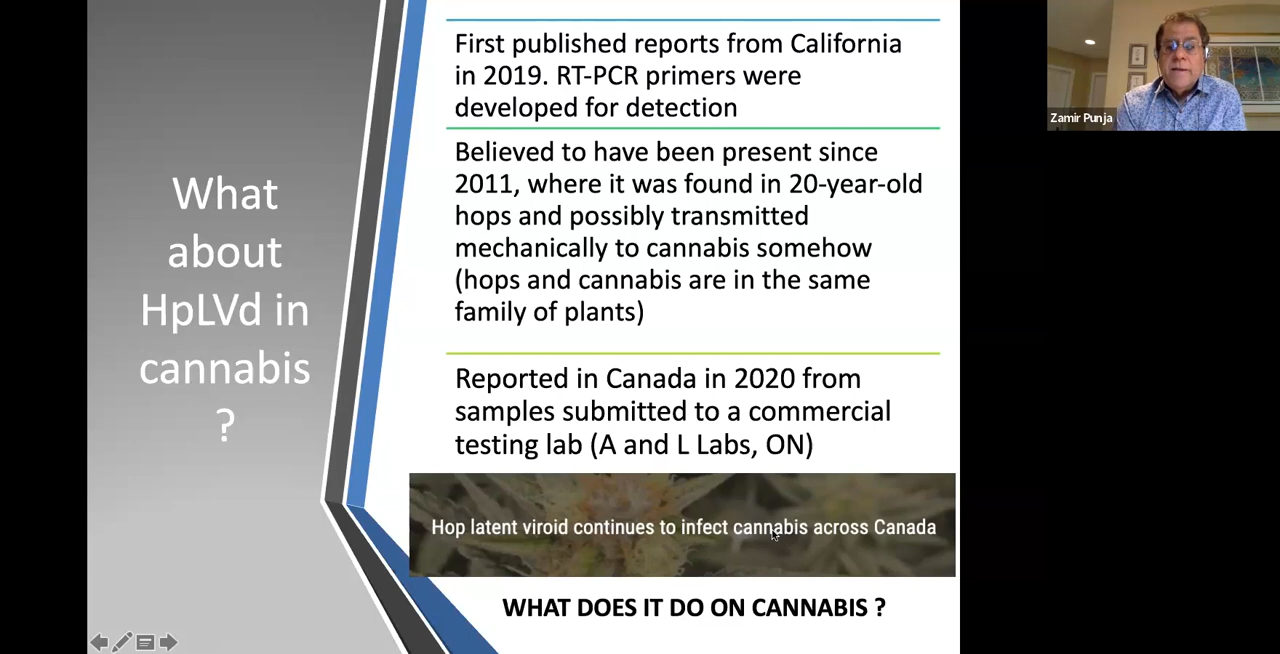 What
about
HpLVd in
cannabis
?
First published reports from California
in 2019. RT-PCR primers were
developed for detection
Believed to have been present since
2011, where it was found in 20-year-old
hops and possibly transmitted
mechanically to cannabis somehow
(hops and cannabis are in the same
family of plants)
Reported in Canada in 2020 from
samples submitted to a commercial
testing lab (A and L Labs, ON)
Hop latent viroid continues to infect cannabis across Canada
WHAT DOES IT DO ON CANNABIS ?
Zamir Punja